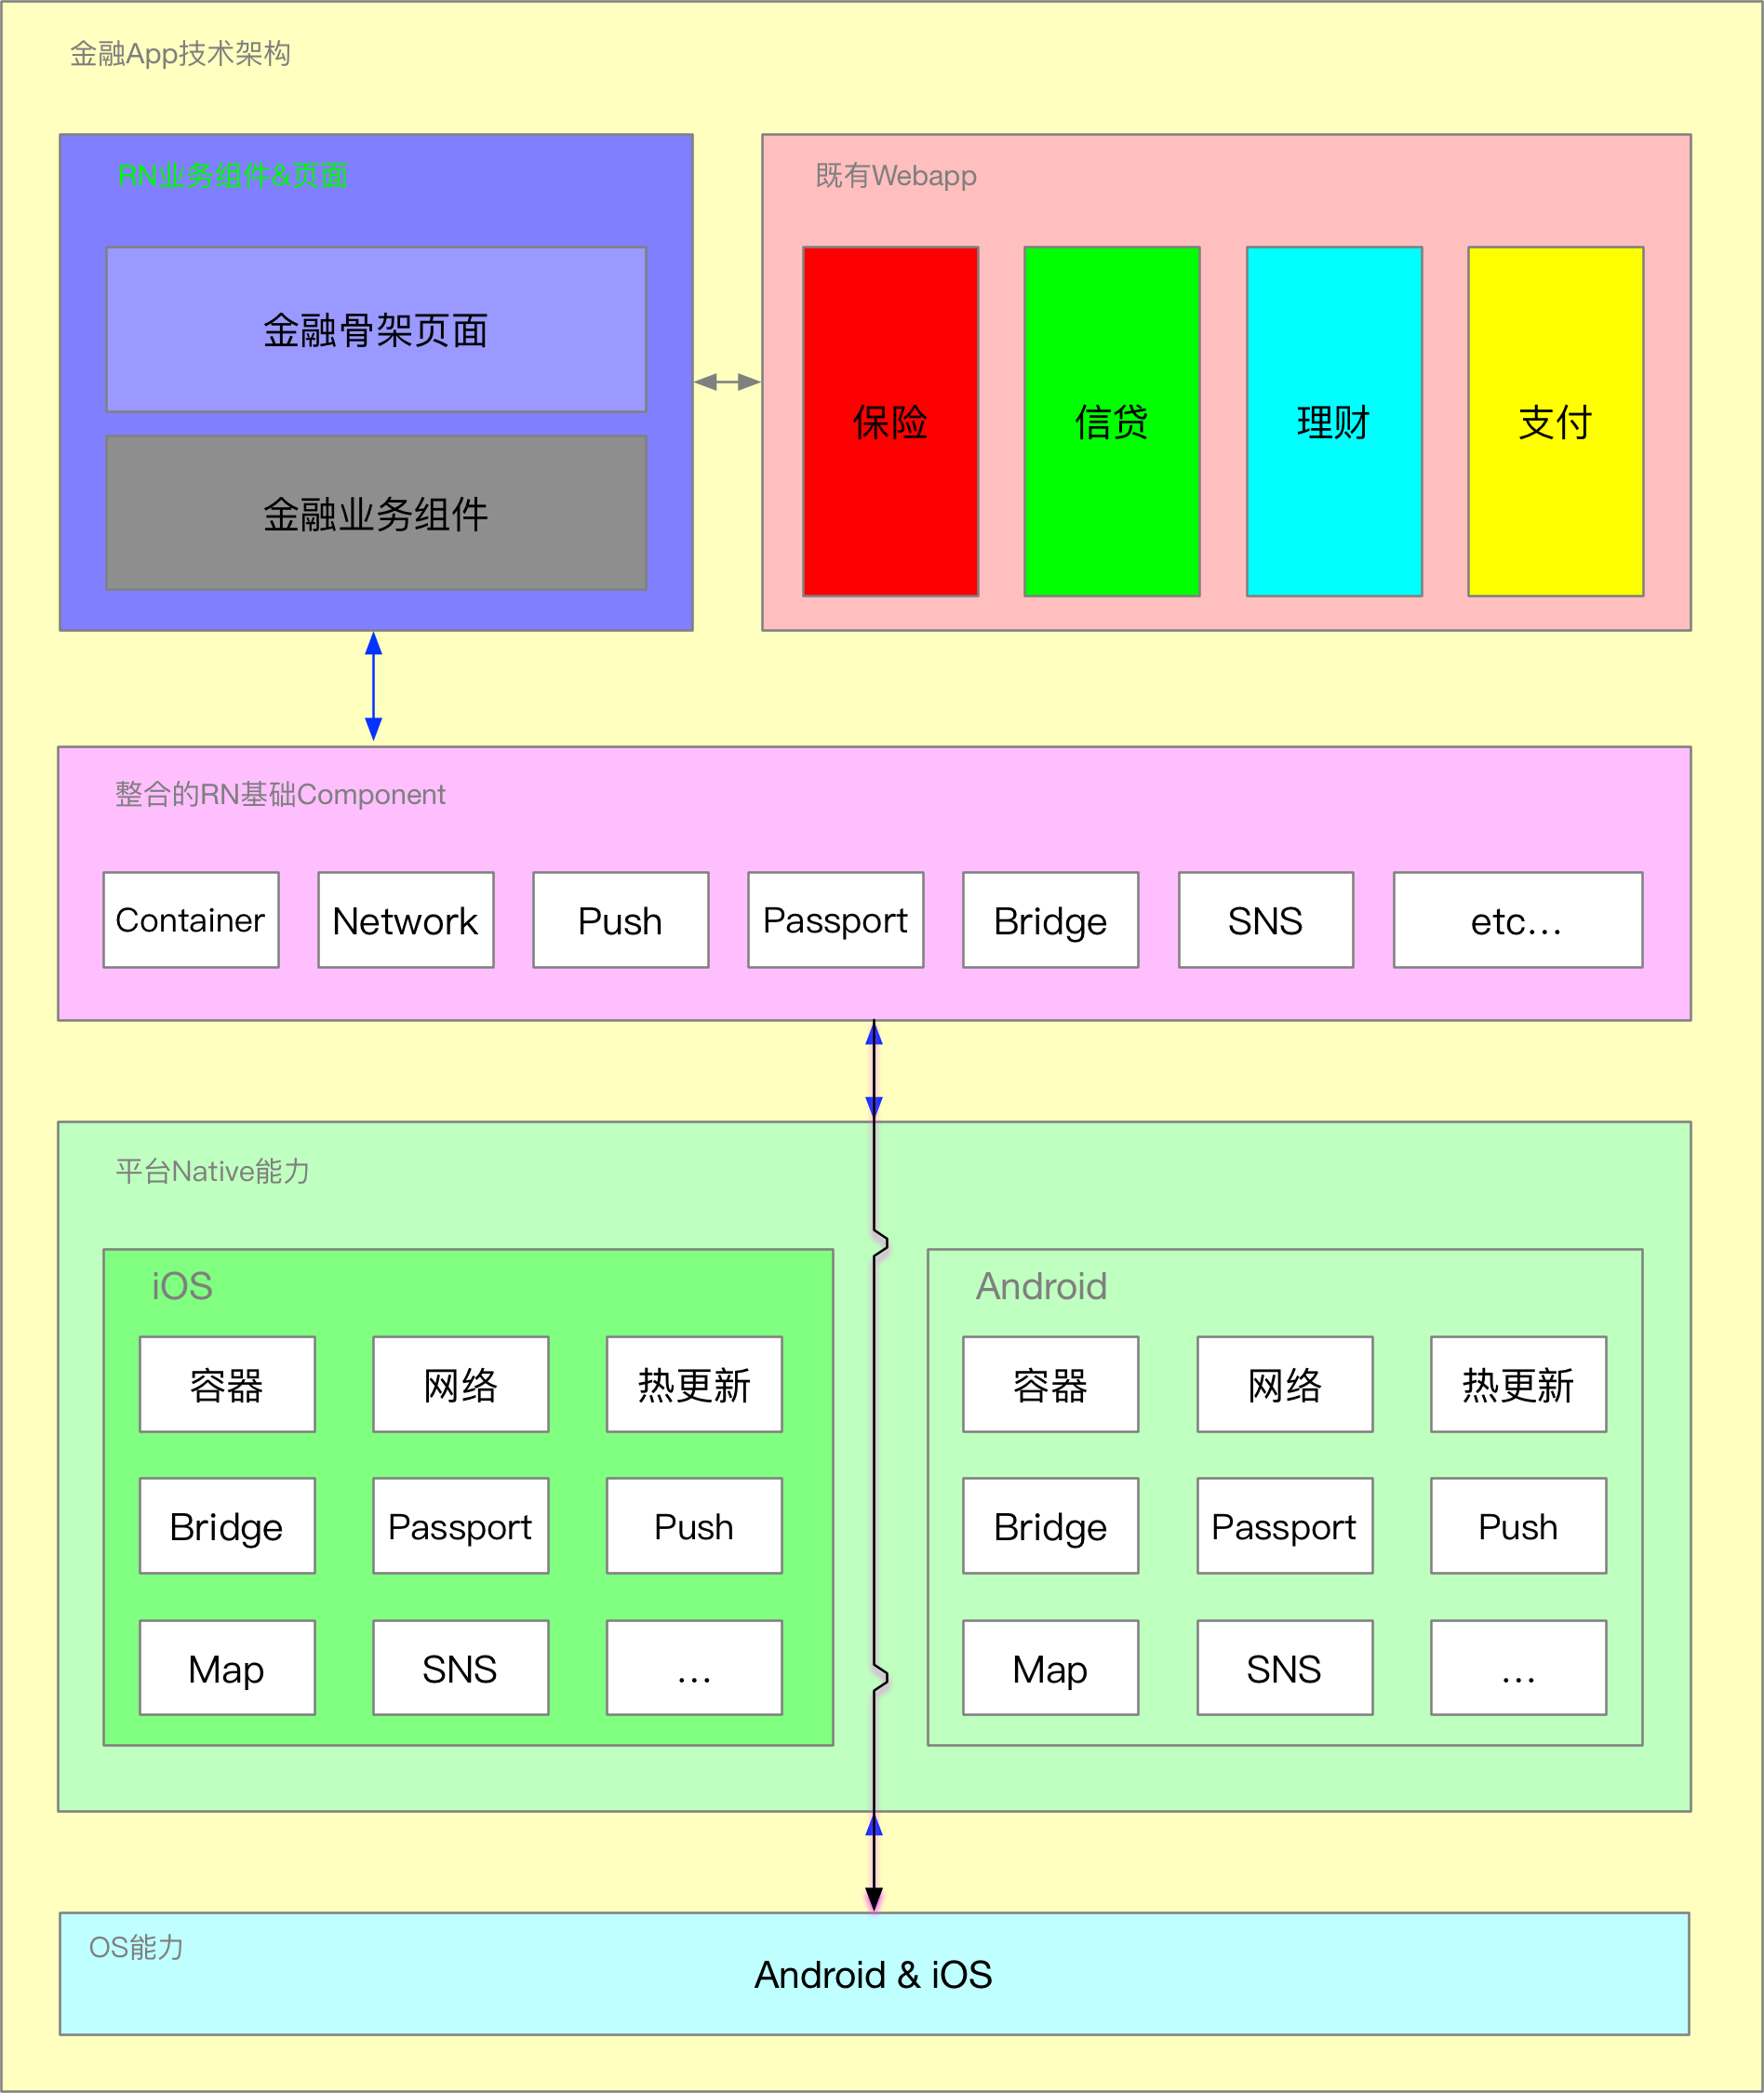 金融App技术架构
RN业务组件&页面
金融骨架页面
金融业务组件
既有Webapp
保险
信贷
理财
支付
整合的RN基础Component
Container
Network
Push
Passport
Bridge
SNS
etc...
平台Native能力
iOS
容器
网络
热更新
Bridge
Passport
Push
Map
SNS
...
Android
容器
网络
热更新
Bridge
Passport
Push
Map
SNS
...
OS能力
Android & iOS